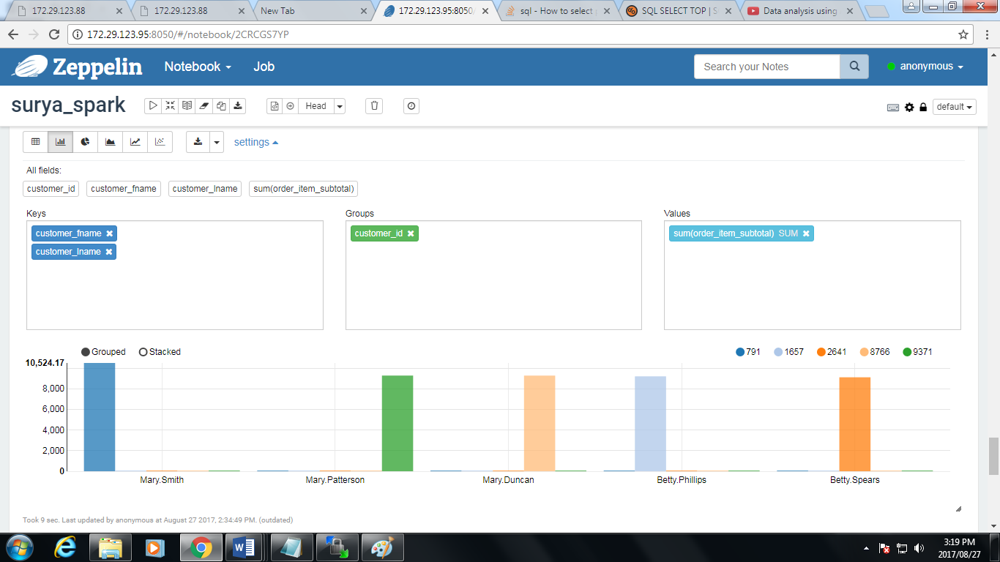 172.29.123.88
172.29.123.88
New Tab
172.29.123.95:8050/
sql - How to select
SQL SELECT TOP | S
Data analysis using
172.29.123.95:8050/#/notebook/2CRCGS7YP
Zeppelin
Notebook
Job
Search your Notes
anonymous
surya_spark
Head
default
settings
All fields:
customer_id
customer_fname
customer_lname
sum(order_item_subtotal)
Keys
Groups
Values
customer_fname
customer_id
sum(order_item_subtotal) SUM
customer_lname
Grouped
Stacked
791
1657
2641
8766
9371
10,524.17
8,000
6,000
4,000
2,000
0
Mary.Smith
Mary.Patterson
Mary.Duncan
Betty.Phillips
Betty.Spears
Took 9 sec. Last updated by anonymous at August 27 2017, 2:34:49 PM. (outdated)
3:19 PM
2017/08/27